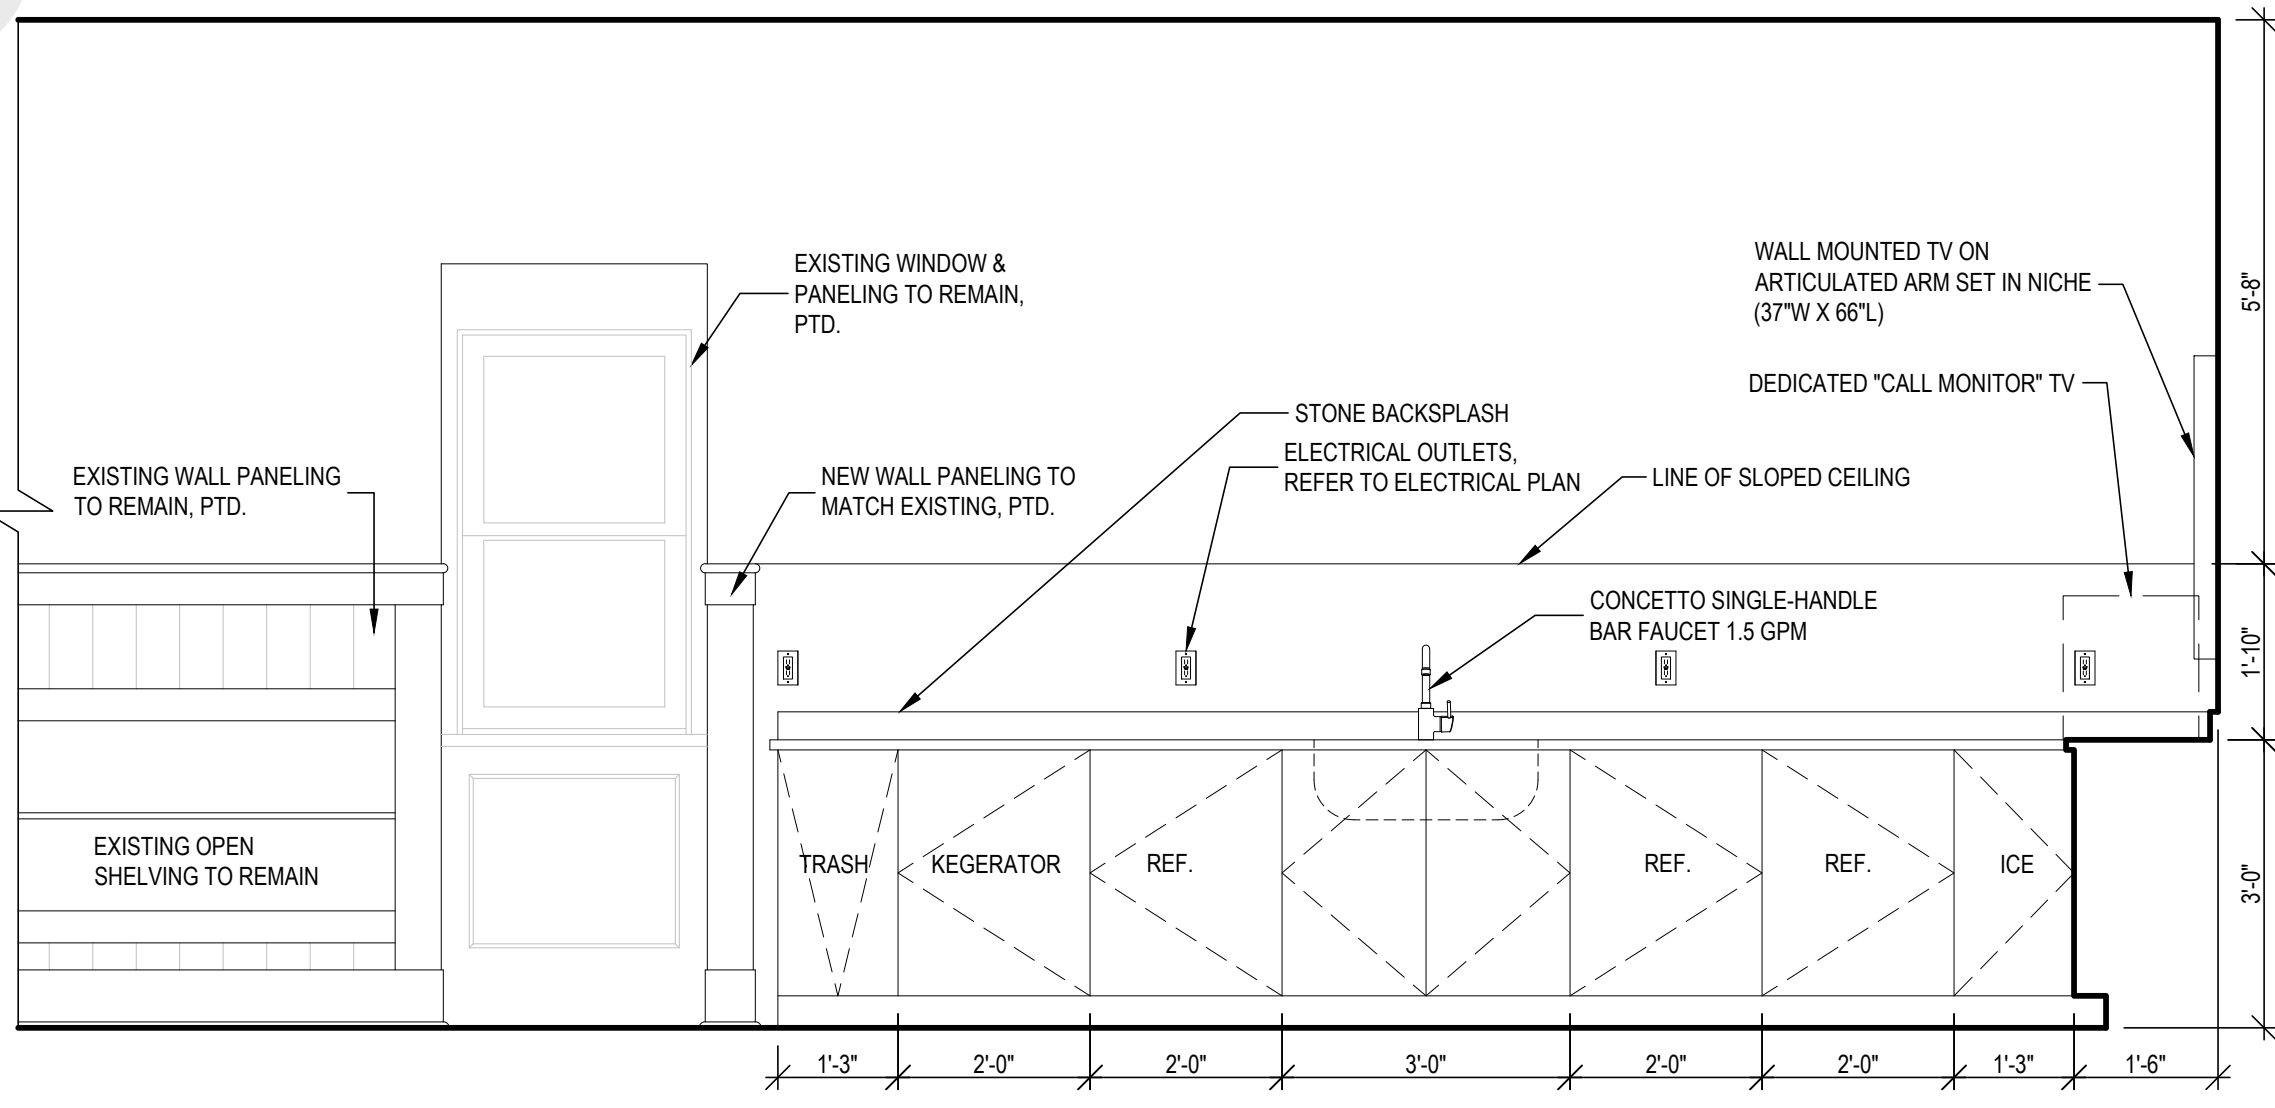 EXISTING WINDOW &
PANELING TO REMAIN,
PTD.
WALL MOUNTED TV ON
ARTICULATED ARM SET IN NICHE
(37"W X 66"L)
5'-8"
DEDICATED "CALL MONITOR" TV
STONE BACKSPLASH
ELECTRICAL OUTLETS,
REFER TO ELECTRICAL PLAN
LINE OF SLOPED CEILING
EXISTING WALL PANELING
TO REMAIN, PTD.
NEW WALL PANELING TO
MATCH EXISTING, PTD.
CONCETTO SINGLE-HANDLE
BAR FAUCET 1.5 GPM
1'-10"
EXISTING OPEN
SHELVING TO REMAIN
TRASH
KEGERATOR
REF.
REF.
REF.
ICE
3'-0"
1'-3"
2'-0"
2'-0"
3'-0"
2'-0"
2'-0"
1'-3"
1'-6"